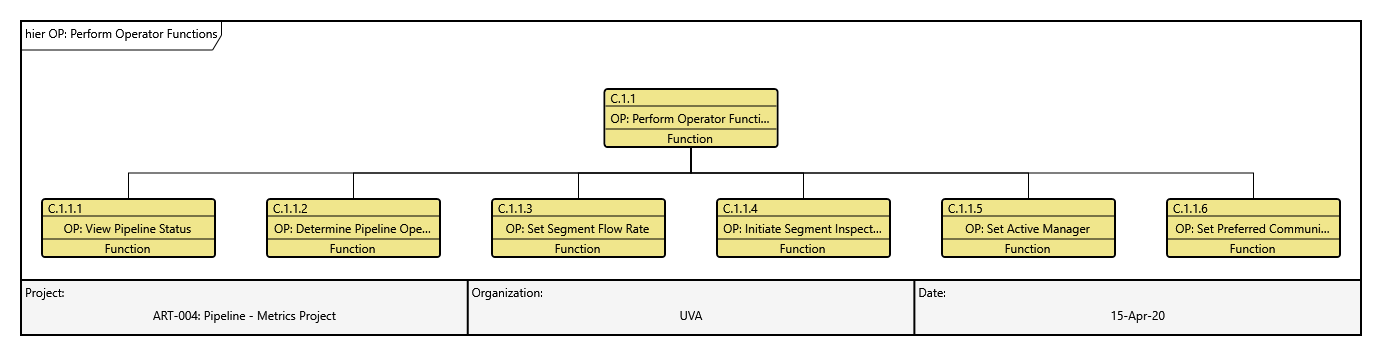 hier OP: Perform Operator Functions
C.1.1
OP: Perform Operator Functi...
Function
C.1.1.1
OP: View Pipeline Status
Function
C.1.1.2
OP: Determine Pipeline Ope...
Function
C.1.1.3
OP: Set Segment Flow Rate
Function
C.1.1.4
OP: Initiate Segment Inspect...
Function
C.1.1.5
OP: Set Active Manager
Function
C.1.1.6
OP: Set Preferred Communi...
Function
Project:
ART-004: Pipeline - Metrics Project
Organization:
UVA
Date:
15-Apr-20